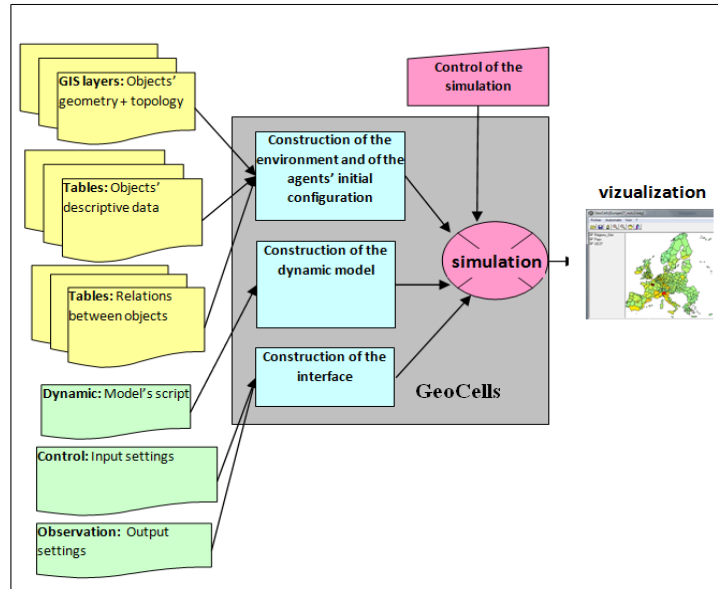 GIS layers: Objects'
geometry + topology
Tables: Objects'
descriptive data
Tables: Relations
between objects
Dynamic: Model's script
Control: Input settings
Observation: Output
settings
Control of the
simulation
Construction of the
environment and of the
agents' initial
configuration
Construction of the
dynamic model
Construction of the
interface
GeoCells
simulation
vizualization